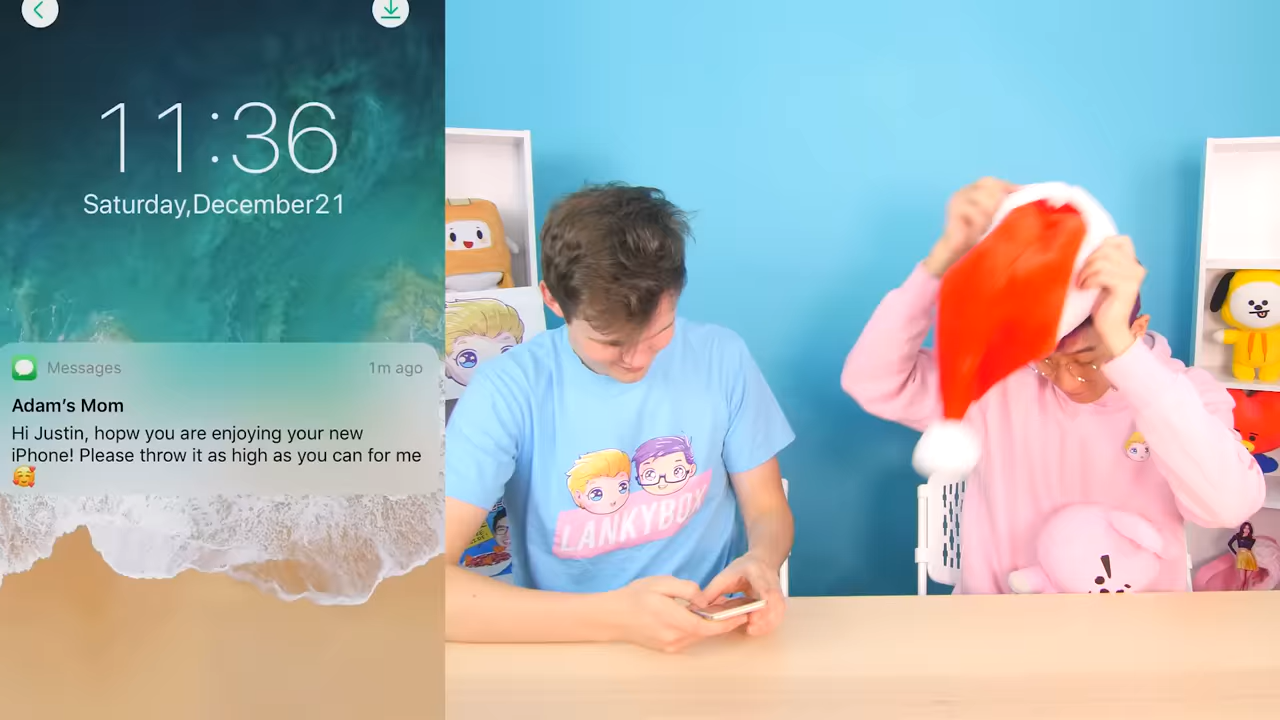 11:36
Saturday,December21
Messages
1m ago
Adam's Mom
Hi Justin, hopw you are enjoying your new
iPhone! Please throw it as high as you can for me
🥰
LANKYBOX